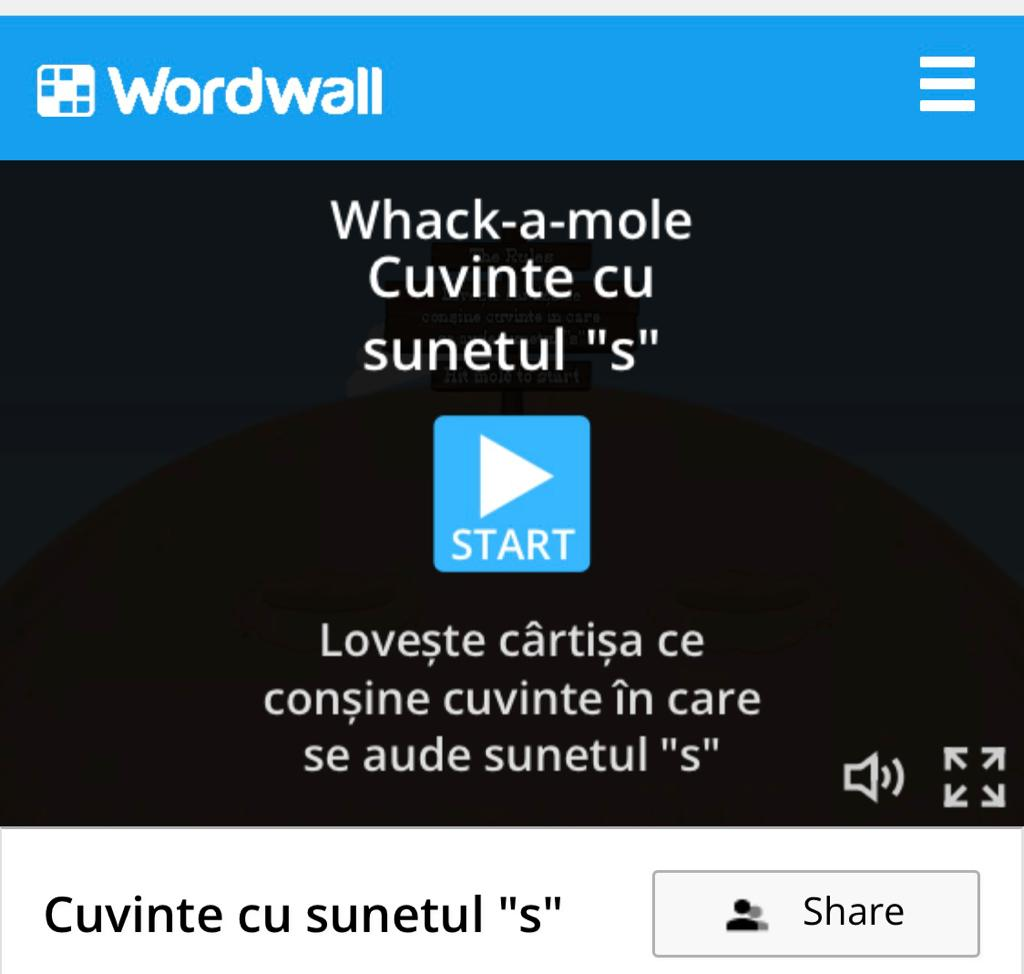 Wordwall
Whack-a-mole
Cuvinte cu
sunetul "s"
START
Lovește cârtișa ce
conșine cuvinte în care
se aude sunetul "s"
Cuvinte cu sunetul "s"
Share